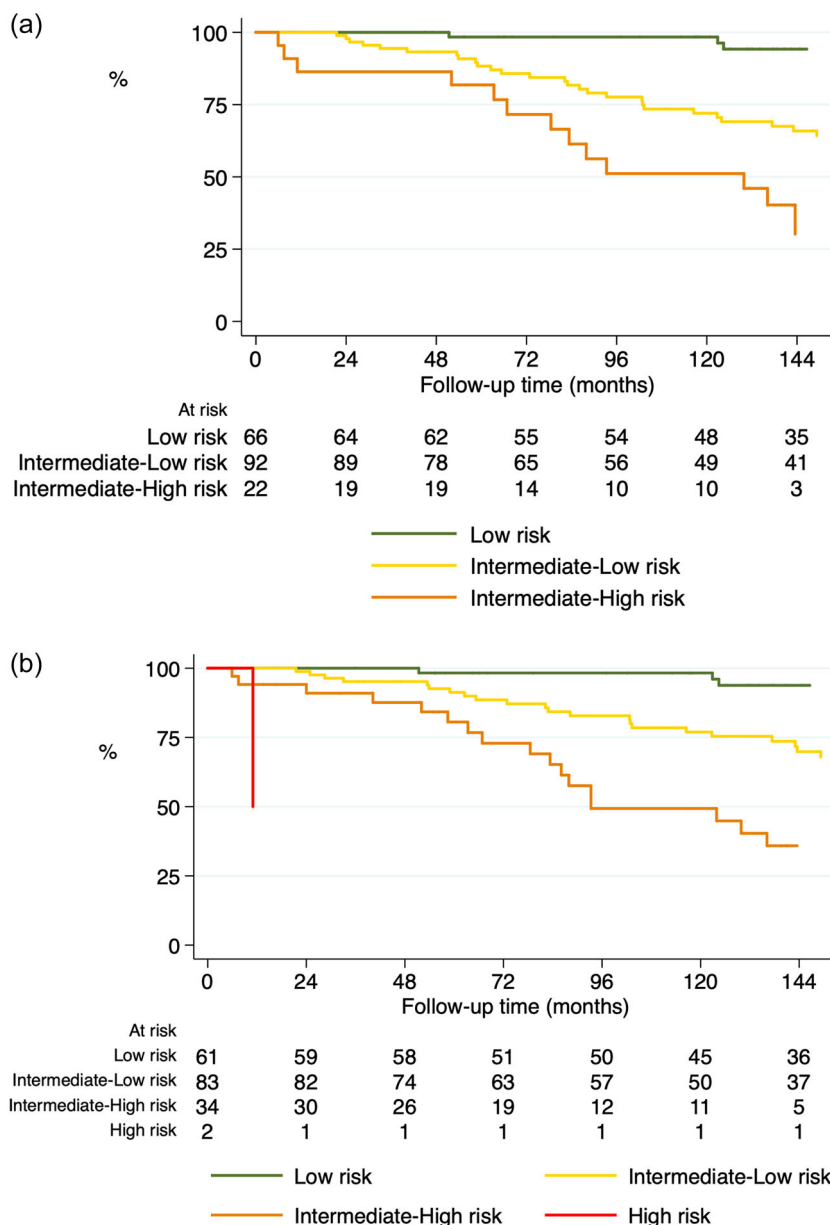 (a)
100
%
75
50
25
0
0 24 48 72 96 120 144
Follow-up time (months)
At risk
Low risk 66 64 62 55 54 48 35
Intermediate-Low risk 92 89 78 65 56 49 41
Intermediate-High risk 22 19 19 14 10 10 3
Low risk
Intermediate-Low risk
Intermediate-High risk
(b)
100
%
75
50
25
0
0 24 48 72 96 120 144
Follow-up time (months)
At risk
Low risk 61 59 58 51 50 45 36
Intermediate-Low risk 83 82 74 63 57 50 37
Intermediate-High risk 34 30 26 19 12 11 5
High risk 2 1 1 1 1 1 1
Low risk Intermediate-Low risk
Intermediate-High risk High risk